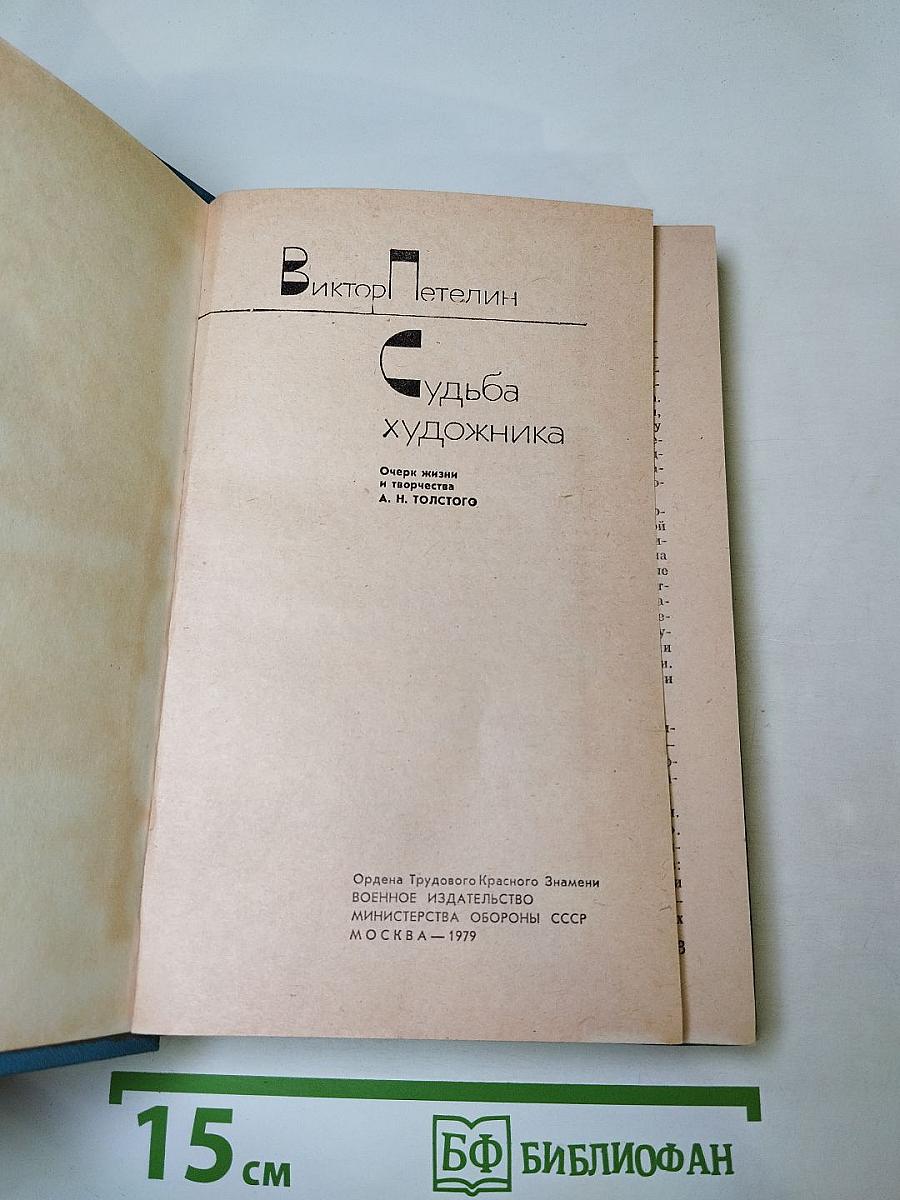 Виктор Петелин
Судьба
художника
Очерк жизни
и творчества
А. Н. ТОЛСТОГО
Ордена Трудового Красного Знамени
ВОЕННОЕ ИЗДАТЕЛЬСТВО
МИНИСТЕРСТВА ОБОРОНЫ СССР
МОСКВА — 1979
15 см
БФ БИБЛИОФАН